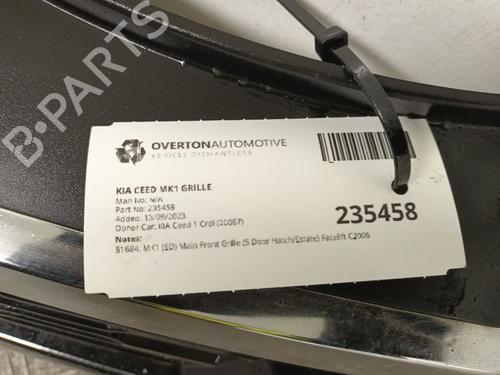 OVERTONAUTOMOTIVE
VEHICLE DISMANTLERS
KIA CEED MK1 GRILLE
Man No: N/A
Part No: 235458
Added: 13/09/2023
Donor Car: KIA Ceed 1 Crdi (20067)
Notes:
81684, MK1 (ED) Main Front Grille (5 Door Hatch/Estate) Facelift C2006
235458
B-PARTS